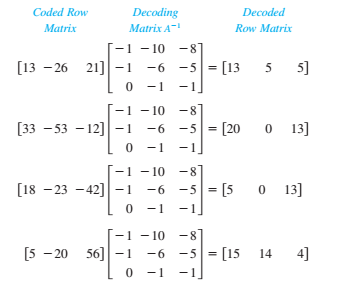 Coded Row Decoding Decoded
Matrix Matrix A⁻¹ Row Matrix
-1 -10 -8
[13 -26 21] -1 -6 -5 = [13 5 5]
0 -1 -1
-1 -10 -8
[33 -53 -12] -1 -6 -5 = [20 0 13]
0 -1 -1
-1 -10 -8
[18 -23 -42] -1 -6 -5 = [5 0 13]
0 -1 -1
-1 -10 -8
[5 -20 56] -1 -6 -5 = [15 14 4]
0 -1 -1